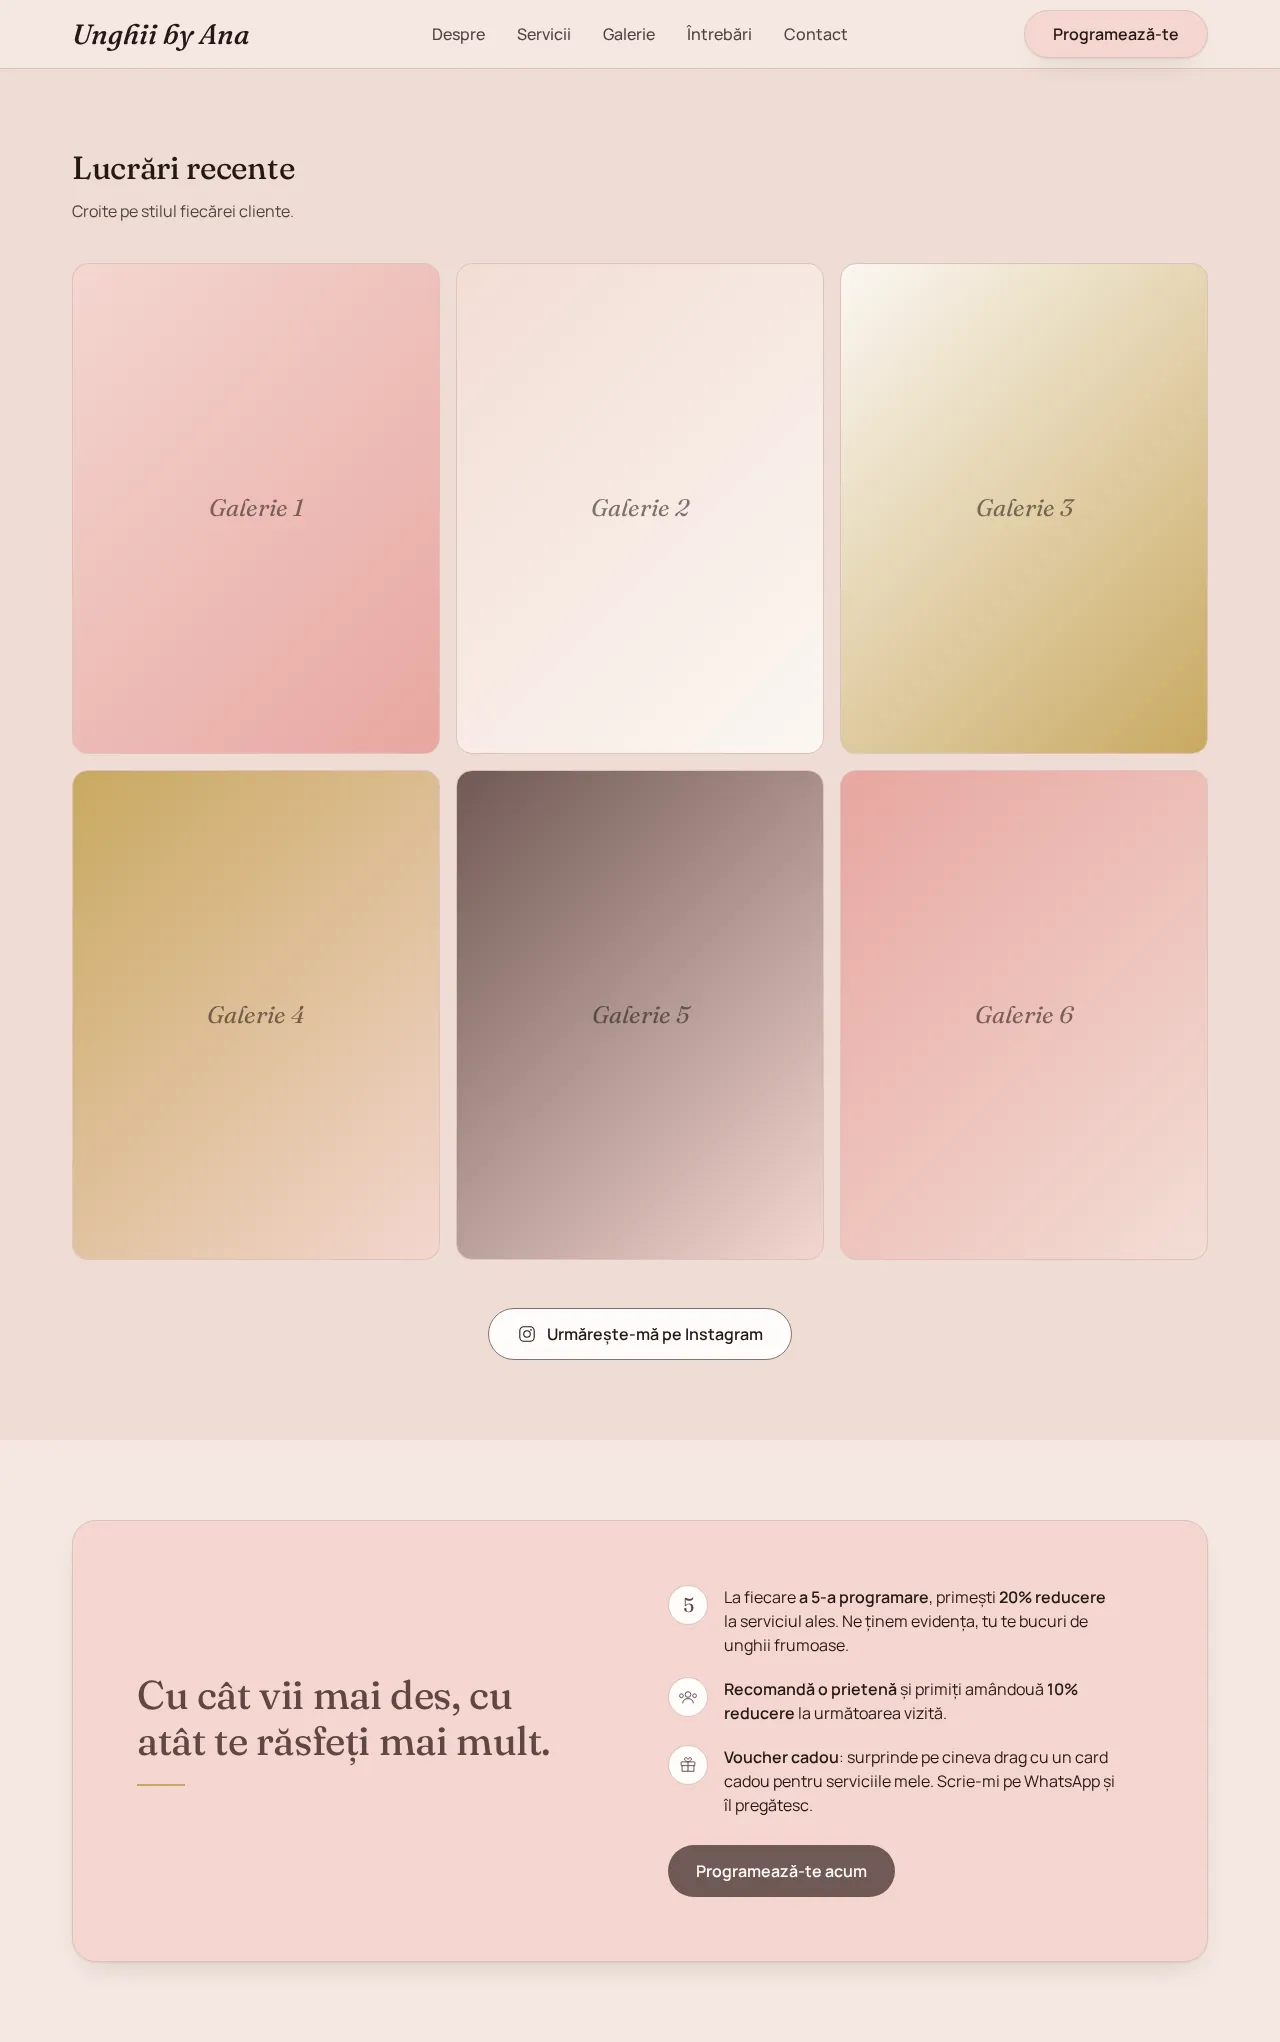 Unghii by Ana
Despre
Servicii
Galerie
Întrebări
Contact
Programează-te
Lucrări recente
Croite pe stilul fiecărei cliente.
Galerie 1
Galerie 2
Galerie 3
Galerie 4
Galerie 5
Galerie 6
Urmărește-mă pe Instagram
Cu cât vii mai des, cu
atât te răsfeți mai mult.
5
La fiecare a 5-a programare, primești 20% reducere
la serviciul ales. Ne ținem evidența, tu te bucuri de
unghii frumoase.
Recomandă o prietenă și primiți amândouă 10%
reducere la următoarea vizită.
Voucher cadou: surprinde pe cineva drag cu un card
cadou pentru serviciile mele. Scrie-mi pe WhatsApp și
îl pregătesc.
Programează-te acum